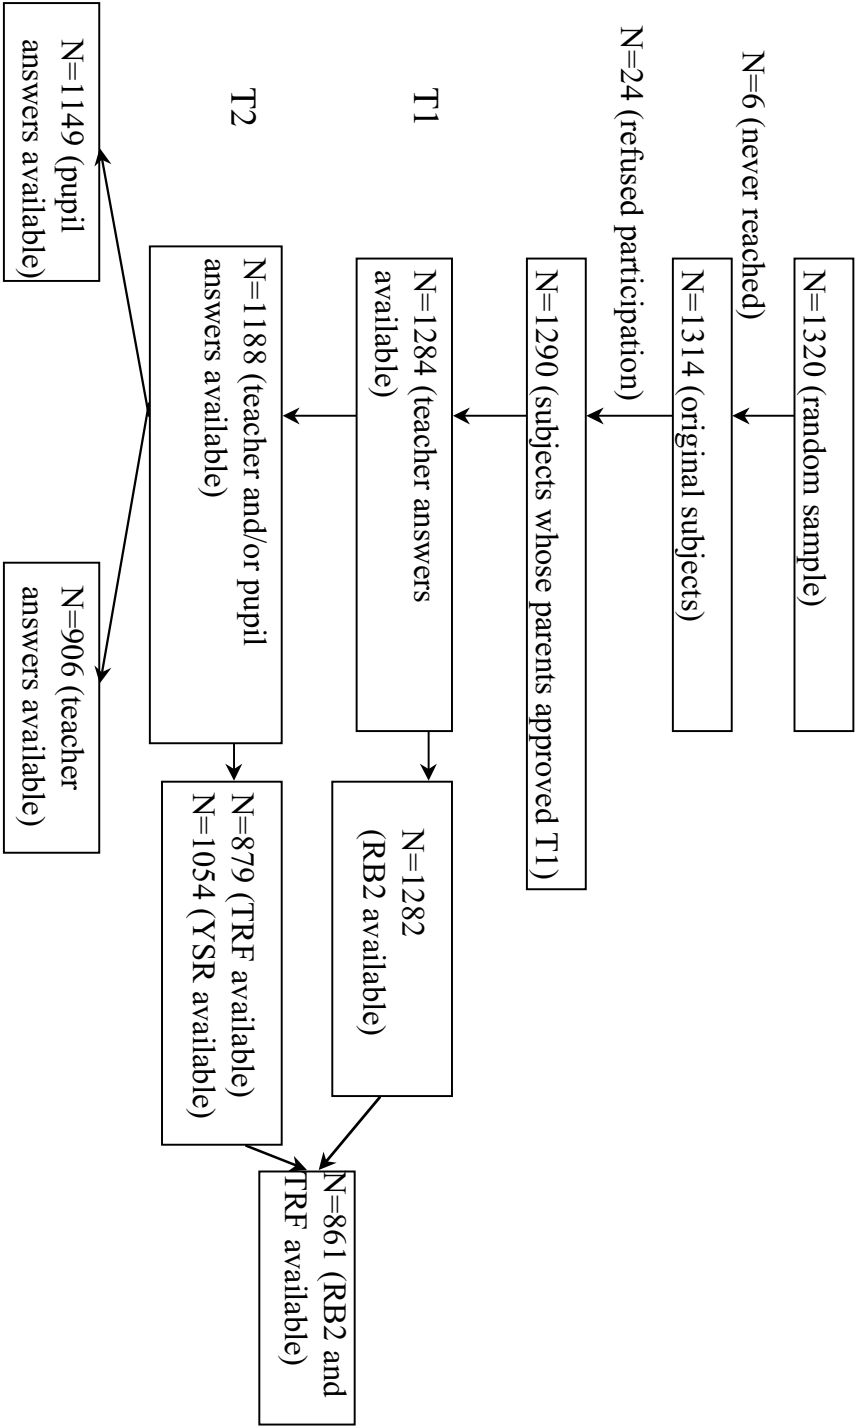 N=1320 (random sample)
N=6 (never reached)
N=1314 (original subjects)
N=24 (refused participation)
N=1290 (subjects whose parents approved T1)
T1
N=1284 (teacher answers
available)
N=1282
(RB2 available)
T2
N=1188 (teacher and/or pupil
answers available)
N=879 (TRF available)
N=1054 (YSR available)
N=861 (RB2 and
TRF available)
N=1149 (pupil
answers available)
N=906 (teacher
answers available)